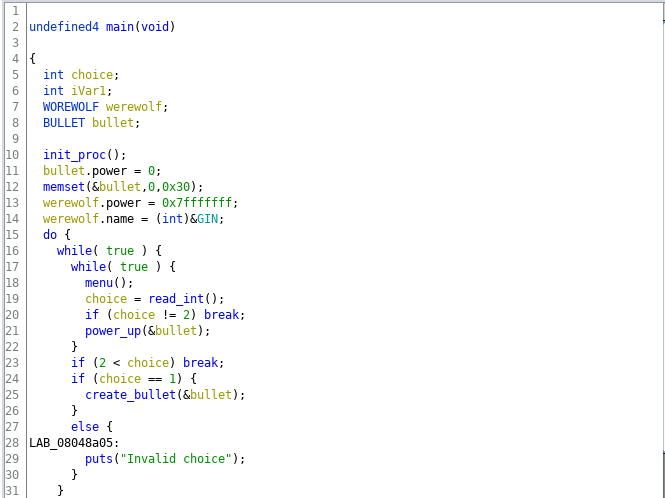 1
2 undefined4 main(void)
3
4 {
5 int choice;
6 int iVar1;
7 WOREWOLF werewolf;
8 BULLET bullet;
9
10 init_proc();
11 bullet.power = 0;
12 memset(&bullet,0,0x30);
13 werewolf.power = 0x7fffffff;
14 werewolf.name = (int)&GIN;
15 do {
16 while( true ) {
17 while( true ) {
18 menu();
19 choice = read_int();
20 if (choice != 2) break;
21 power_up(&bullet);
22 }
23 if (2 < choice) break;
24 if (choice == 1) {
25 create_bullet(&bullet);
26 }
27 else {
28 LAB_08048a05:
29 puts("Invalid choice");
30 }
31 }